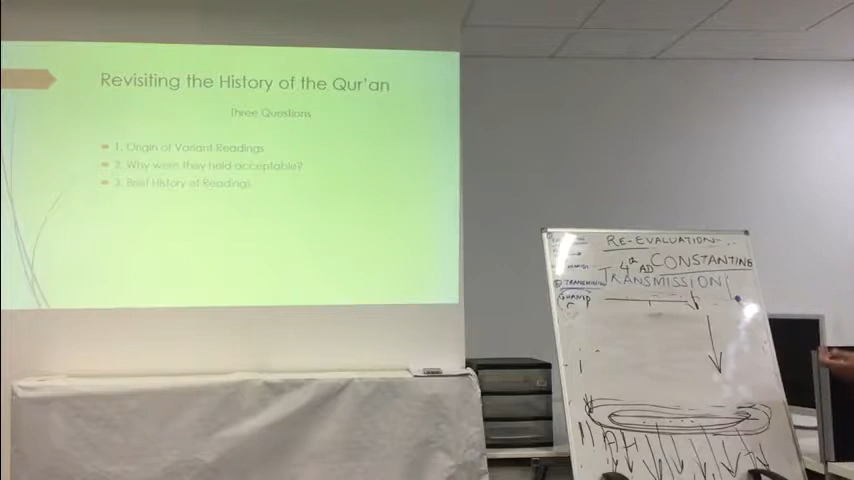 Revisiting the History of the Qur'an
Three Questions
1. Origin of Variant Readings
2. Why were they held acceptable?
3. Brief History of Readings
RE-EVALUATION
4th AD CONSTANTINE
TRANSMISSION